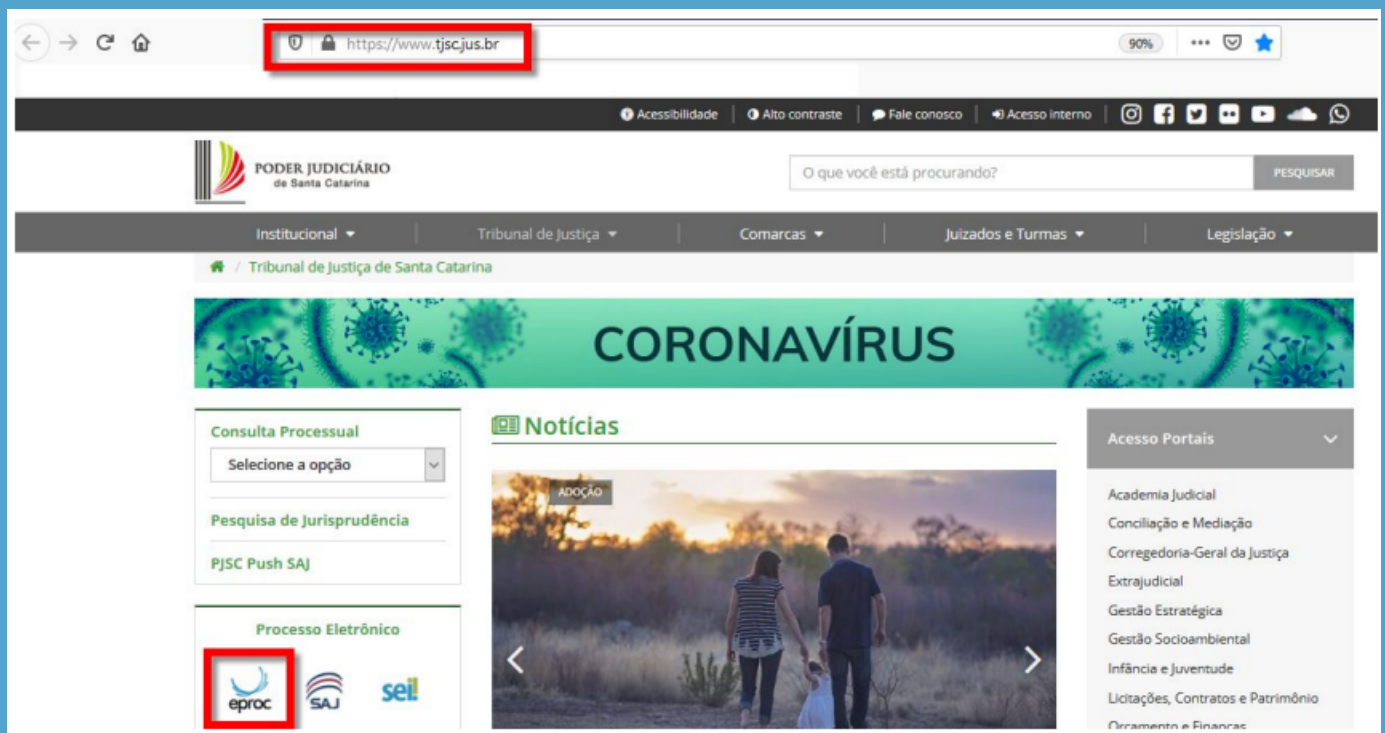 https://www.tjsc.jus.br
90%
Acessibilidade
Alto contraste
Fale conosco
Acesso interno
PODER JUDICIÁRIO
de Santa Catarina
O que você está procurando?
PESQUISAR
Institucional
Tribunal de Justiça
Comarcas
Juizados e Turmas
Legislação
/ Tribunal de Justiça de Santa Catarina
CORONAVÍRUS
Consulta Processual
Selecione a opção
Pesquisa de Jurisprudência
PJSC Push SAJ
Processo Eletrônico
eproc
SAJ
sei!
Notícias
ADOÇÃO
Acesso Portais
Academia Judicial
Conciliação e Mediação
Corregedoria-Geral da Justiça
Extrajudicial
Gestão Estratégica
Gestão Socioambiental
Infância e Juventude
Licitações, Contratos e Patrimônio
Orçamento e Finanças